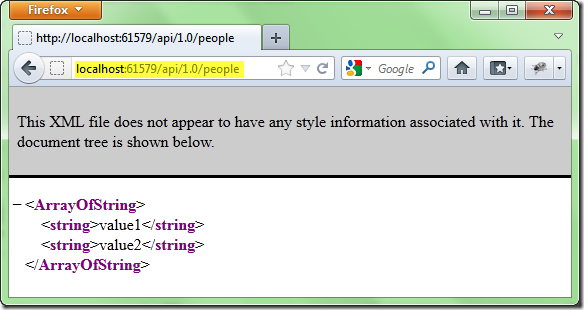 Firefox
http://localhost:61579/api/1.0/people
localhost:61579/api/1.0/people
Google
This XML file does not appear to have any style information associated with it. The
document tree is shown below.
<ArrayOfString>
<string>value1</string>
<string>value2</string>
</ArrayOfString>